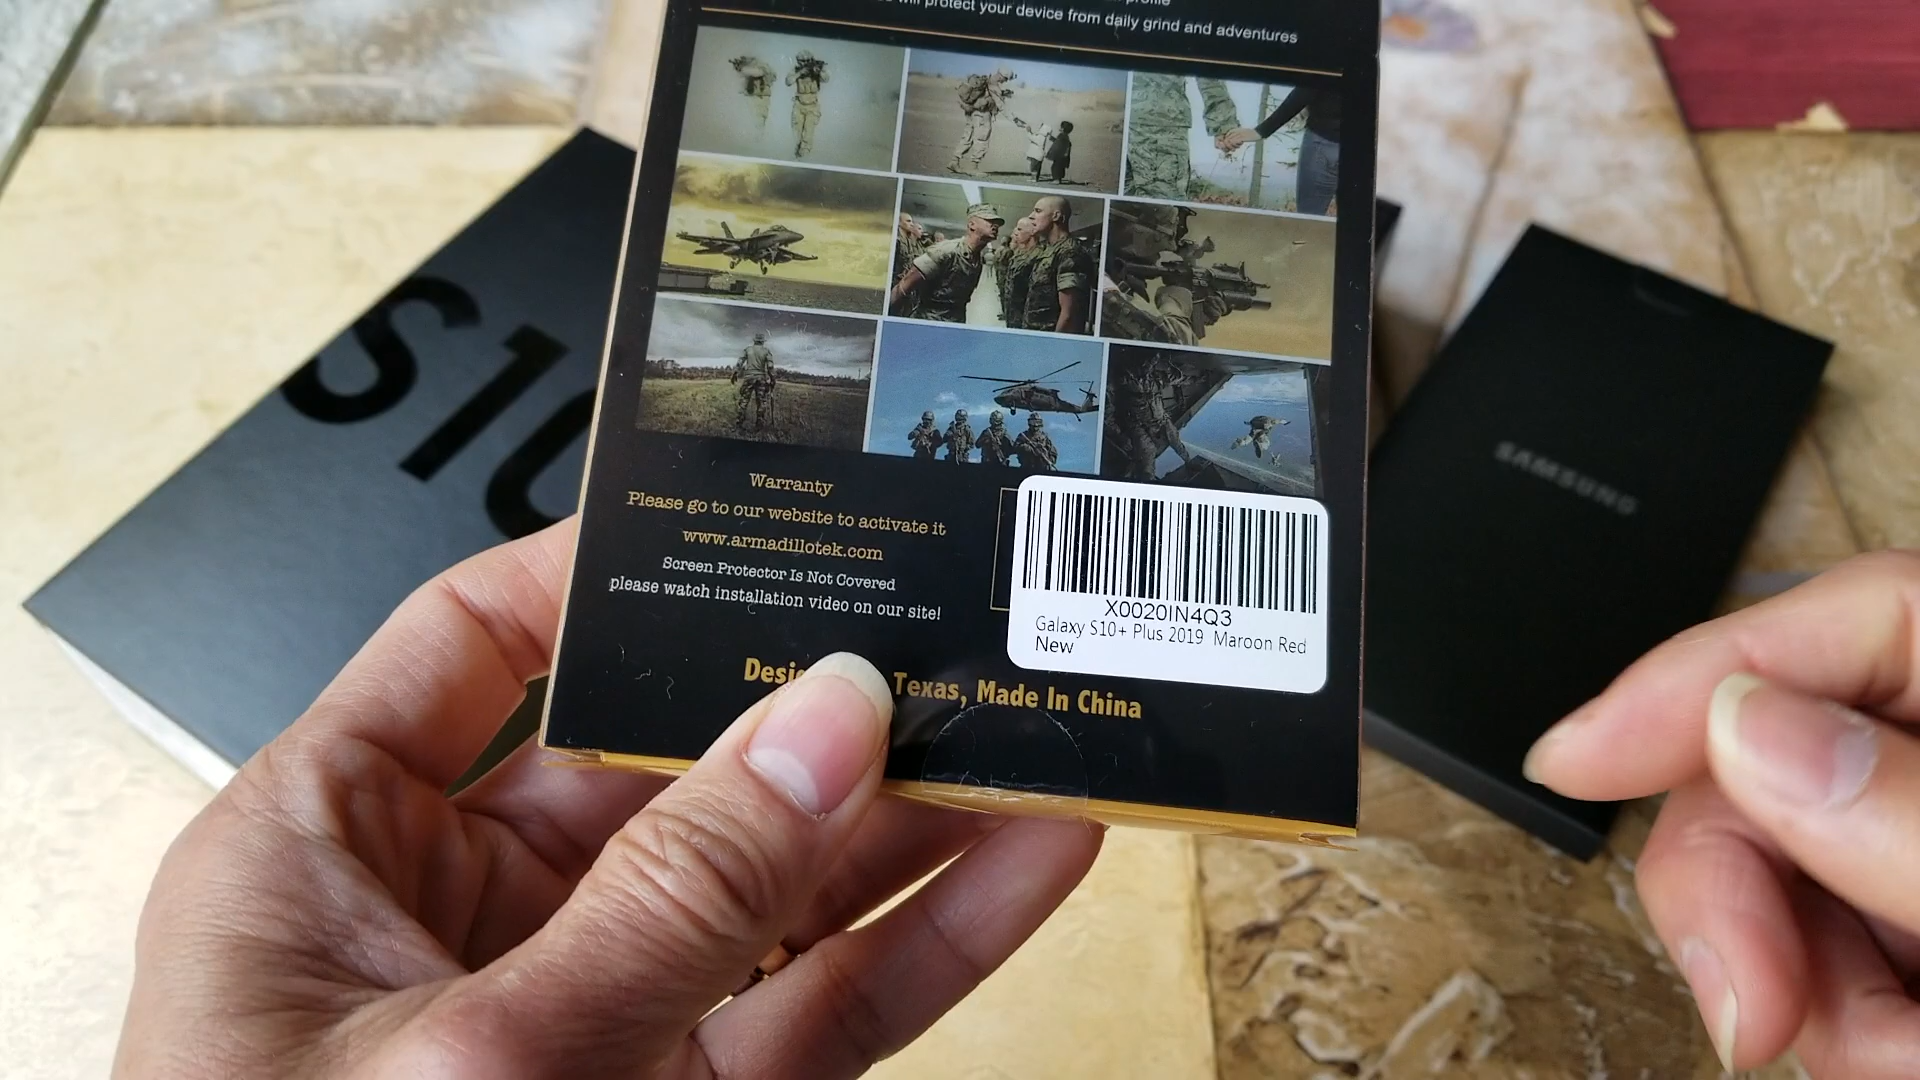 profile
will protect your device from daily grind and adventures
S10
SAMSUNG
Warranty
Please go to our website to activate it
www.armadillotek.com
Screen Protector Is Not Covered
please watch installation video on our site!
X0020IN4Q3
Galaxy S10+ Plus 2019 Maroon Red
New
Texas, Made In China